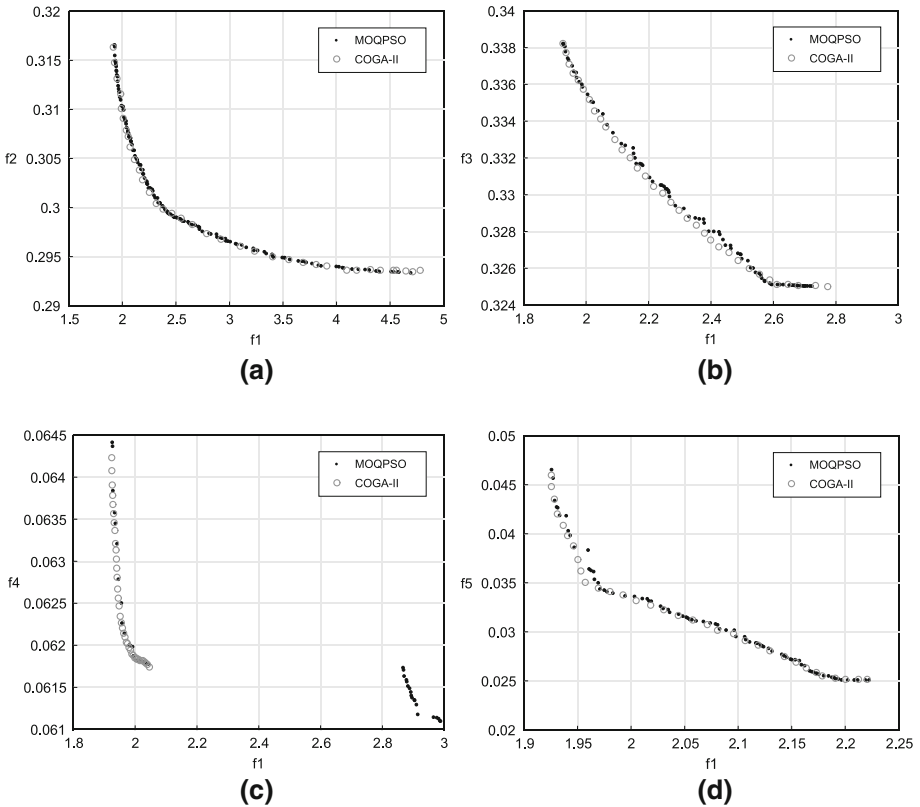 0.32
0.315
0.31
0.305
f2
0.3
0.295
0.29
1.5 2 2.5 3 3.5 4 4.5 5
f1
MOQPSO
COGA-II
(a)
0.338
0.336
0.334
0.332
f3
0.33
0.328
0.326
0.324
1.8 2 2.2 2.4 2.6 2.8 3
f1
MOQPSO
COGA-II
(b)
0.0645
0.064
0.0635
0.063
f4
0.0625
0.062
0.0615
0.061
1.8 2 2.2 2.4 2.6 2.8 3
f1
MOQPSO
COGA-II
(c)
0.05
0.045
0.04
0.035
f5
0.03
0.025
0.02
1.9 1.95 2 2.05 2.1 2.15 2.2 2.25
f1
MOQPSO
COGA-II
(d)